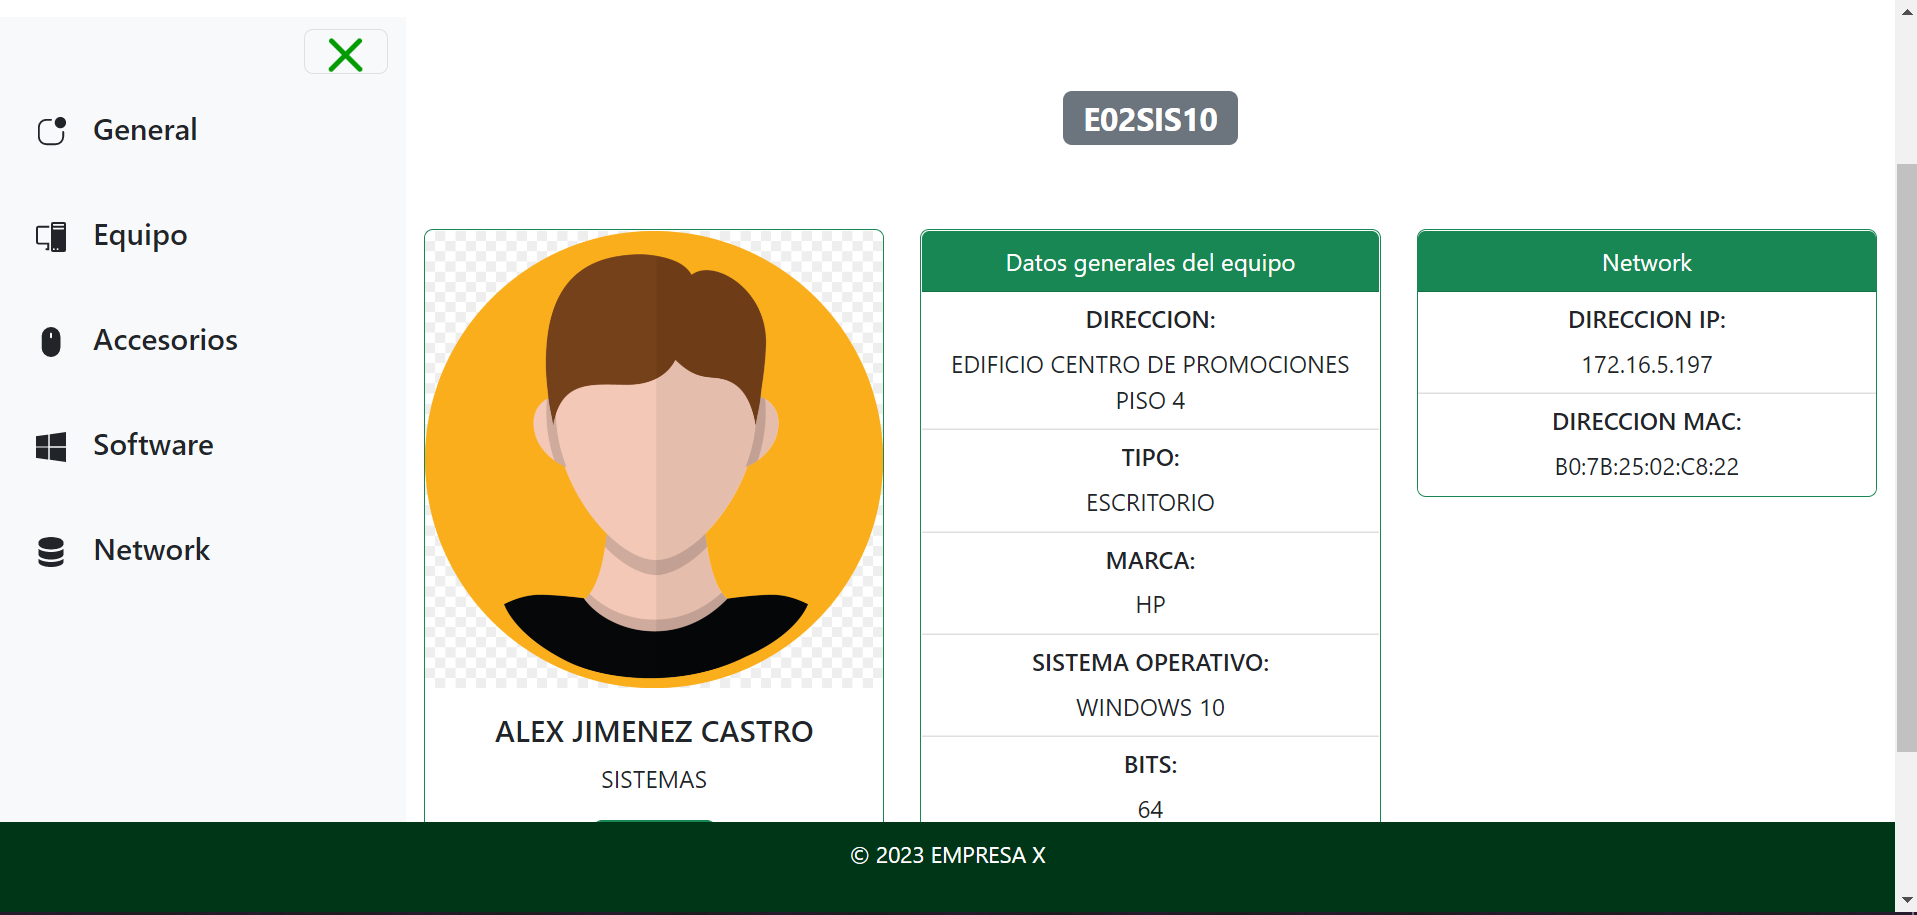 General
Equipo
Accesorios
Software
Network
E02SIS10
ALEX JIMENEZ CASTRO
SISTEMAS
Datos generales del equipo
DIRECCION:
EDIFICIO CENTRO DE PROMOCIONES
PISO 4
TIPO:
ESCRITORIO
MARCA:
HP
SISTEMA OPERATIVO:
WINDOWS 10
BITS:
64
Network
DIRECCION IP:
172.16.5.197
DIRECCION MAC:
B0:7B:25:02:C8:22
© 2023 EMPRESA X